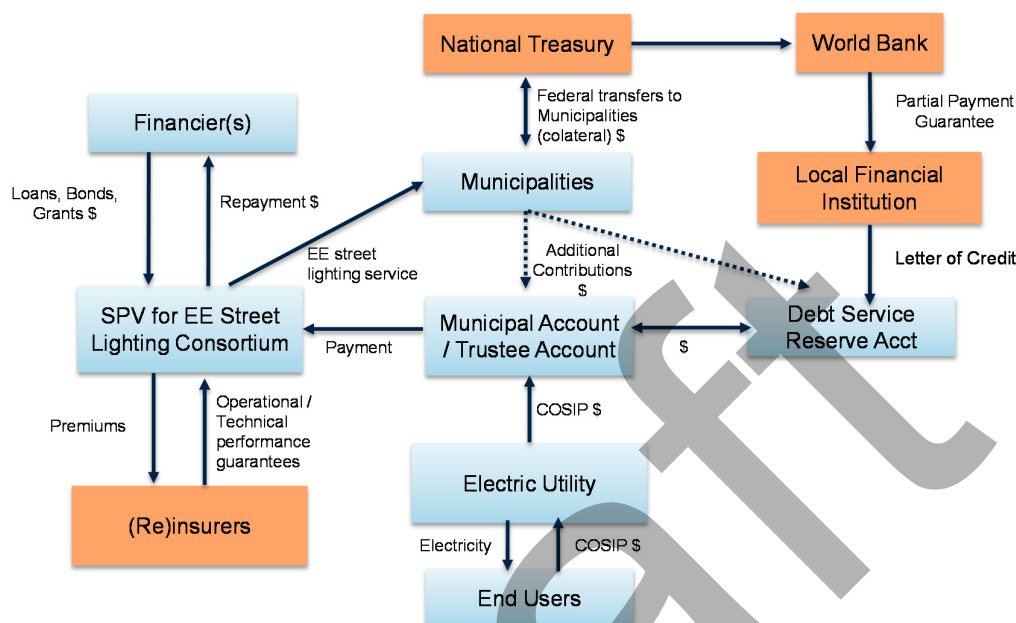 National Treasury
World Bank
Federal transfers to
Municipalities
(colateral) $
Partial Payment
Guarantee
Financier(s)
Municipalities
Local Financial
Institution
Loans, Bonds,
Grants $
Repayment $
EE street
lighting service
Additional
Contributions
$
Letter of Credit
SPV for EE Street
Lighting Consortium
Payment
Municipal Account
/ Trustee Account
$
Debt Service
Reserve Acct
Premiums
Operational /
Technical
performance
guarantees
COSIP $
(Re)insurers
Electric Utility
Electricity
COSIP $
End Users